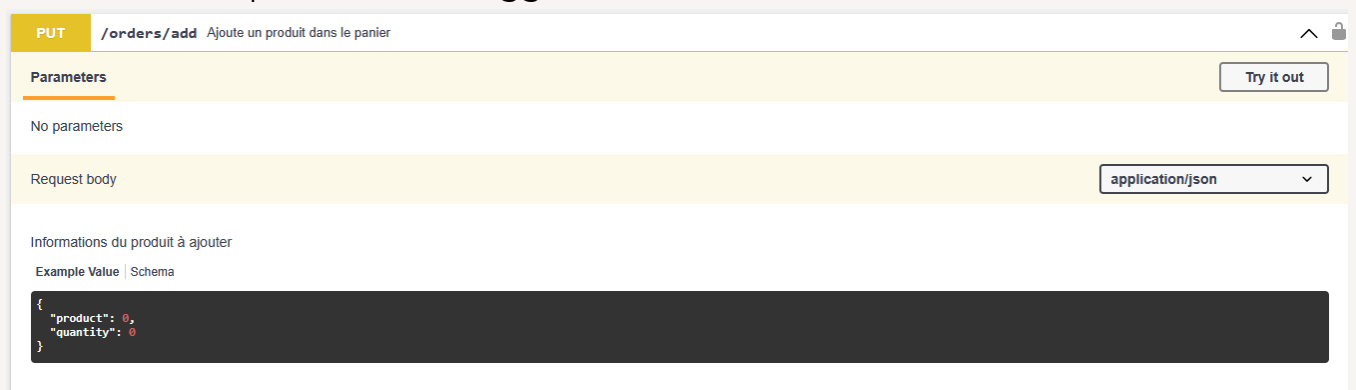 PUT /orders/add Ajoute un produit dans le panier
Parameters Try it out
No parameters
Request body application/json
Informations du produit à ajouter
Example Value Schema
{
"product": 0,
"quantity": 0
}